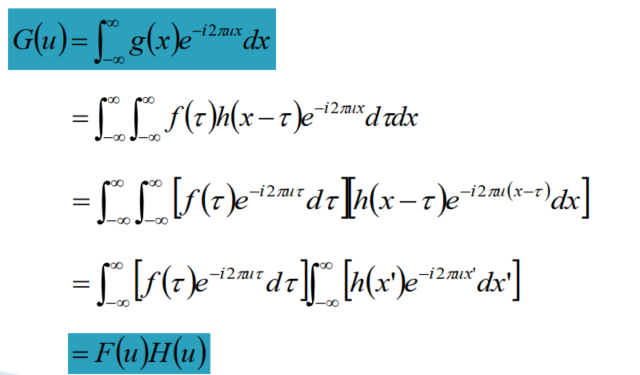 G(u) = ∫_{−∞}^{∞} g(x)e^{−i2πux} dx
= ∫_{−∞}^{∞} ∫_{−∞}^{∞} f(τ)h(x − τ)e^{−i2πux} dτdx
= ∫_{−∞}^{∞} ∫_{−∞}^{∞} [f(τ)e^{−i2πuτ} dτ][h(x − τ)e^{−i2πu(x−τ)} dx]
= ∫_{−∞}^{∞} [f(τ)e^{−i2πuτ} dτ] ∫_{−∞}^{∞} [h(x')e^{−i2πux'} dx']
= F(u)H(u)